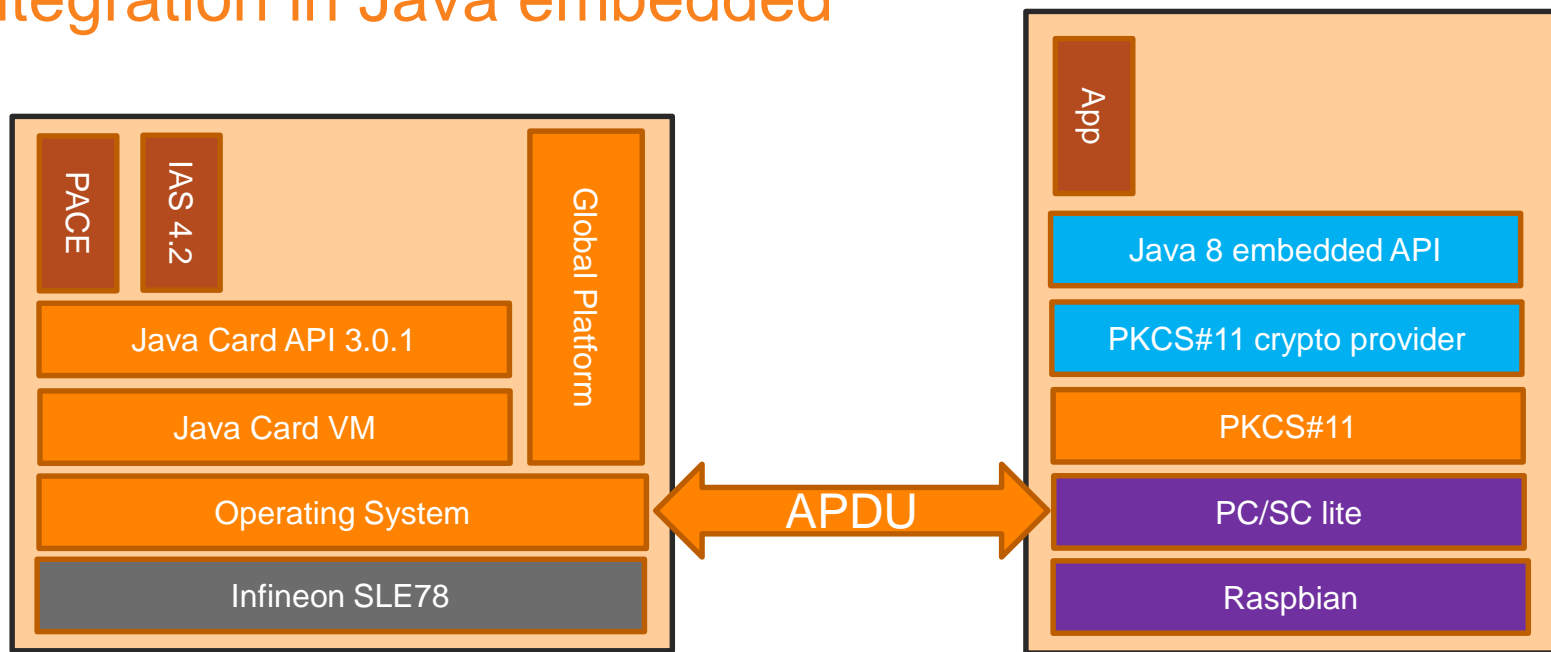 ntegration in Java embedded
PACE
IAS 4.2
Global Platform
Java Card API 3.0.1
Java Card VM
Operating System
Infineon SLE78
APDU
App
Java 8 embedded API
PKCS#11 crypto provider
PKCS#11
PC/SC lite
Raspbian